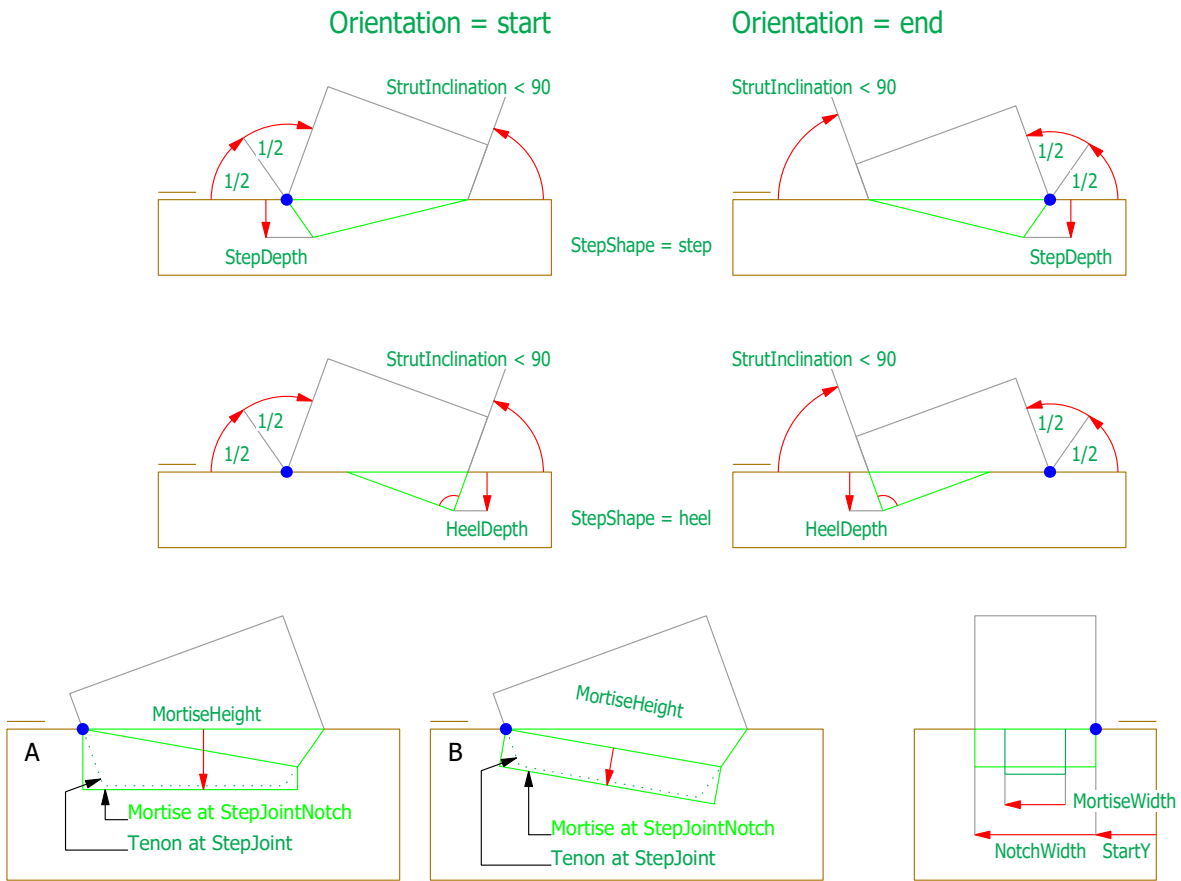 Orientation = start
Orientation = end
StrutInclination < 90
StrutInclination < 90
1/2
1/2
1/2
1/2
StepDepth
StepShape = step
StepDepth
StrutInclination < 90
StrutInclination < 90
1/2
1/2
1/2
1/2
HeelDepth
StepShape = heel
HeelDepth
A
MortiseHeight
Mortise at StepJointNotch
Tenon at StepJoint
B
MortiseHeight
Mortise at StepJointNotch
Tenon at StepJoint
MortiseWidth
NotchWidth
StartY